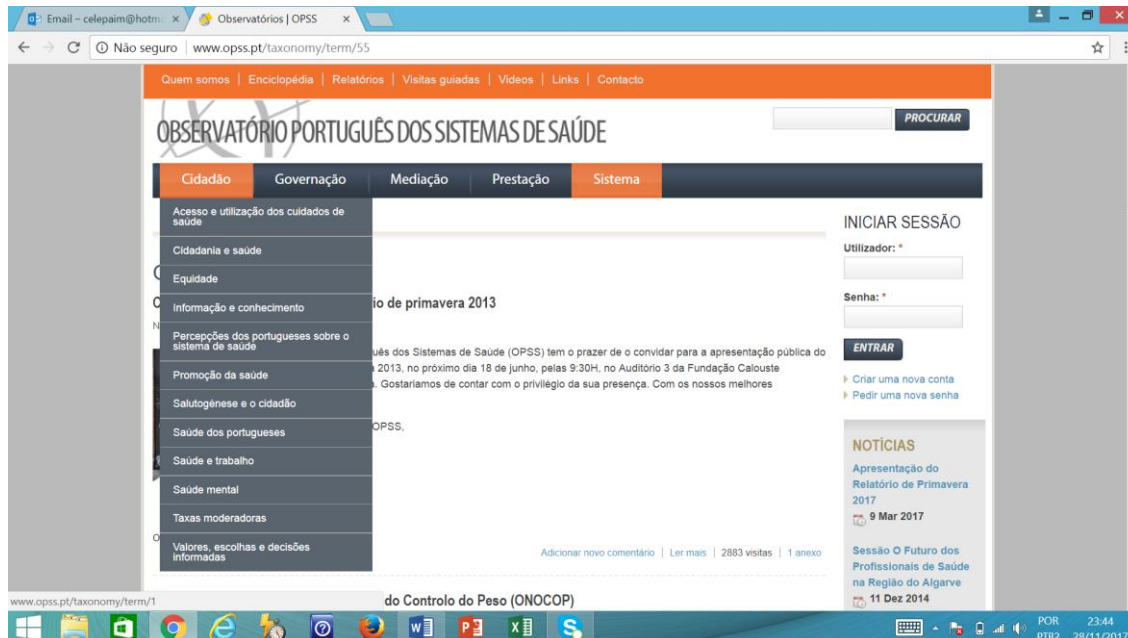 Email – celepaim@hotm
Observatórios | OPSS
Não seguro | www.opss.pt/taxonomy/term/55
Quem somos | Enciclopédia | Relatórios | Visitas guiadas | Videos | Links | Contacto
OBSERVATÓRIO PORTUGUÊS DOS SISTEMAS DE SAÚDE
PROCURAR
Cidadão Governação Mediação Prestação Sistema
Acesso e utilização dos cuidados de
saúde
Cidadania e saúde
Equidade
Informação e conhecimento
Percepções dos portugueses sobre o
sistema de saúde
Promoção da saúde
Salutogénese e o cidadão
Saúde dos portugueses
Saúde e trabalho
Saúde mental
Taxas moderadoras
Valores, escolhas e decisões
informadas
io de primavera 2013
uês dos Sistemas de Saúde (OPSS) tem o prazer de o convidar para a apresentação pública do
2013, no próximo dia 18 de junho, pelas 9:30H, no Auditório 3 da Fundação Calouste
. Gostaríamos de contar com o privilégio da sua presença. Com os nossos melhores
OPSS,
Adicionar novo comentário | Ler mais | 2883 visitas | 1 anexo
do Controlo do Peso (ONOCOP)
INICIAR SESSÃO
Utilizador: *
Senha: *
ENTRAR
Criar uma nova conta
Pedir uma nova senha
NOTÍCIAS
Apresentação do
Relatório de Primavera
2017
9 Mar 2017
Sessão O Futuro dos
Profissionais de Saúde
na Região do Algarve
11 Dez 2014
www.opss.pt/taxonomy/term/1
POR 23:44
PTB2 28/11/2017